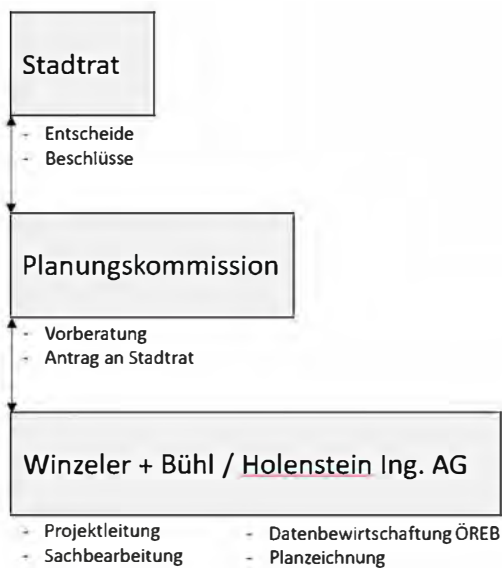 Stadtrat
- Entscheide
- Beschlüsse
Planungskommission
- Vorberatung
- Antrag an Stadtrat
Winzeler + Bühl / Holenstein Ing. AG
- Projektleitung
- Sachbearbeitung
- Datenbewirtschaftung ÖREB
- Planzeichnung